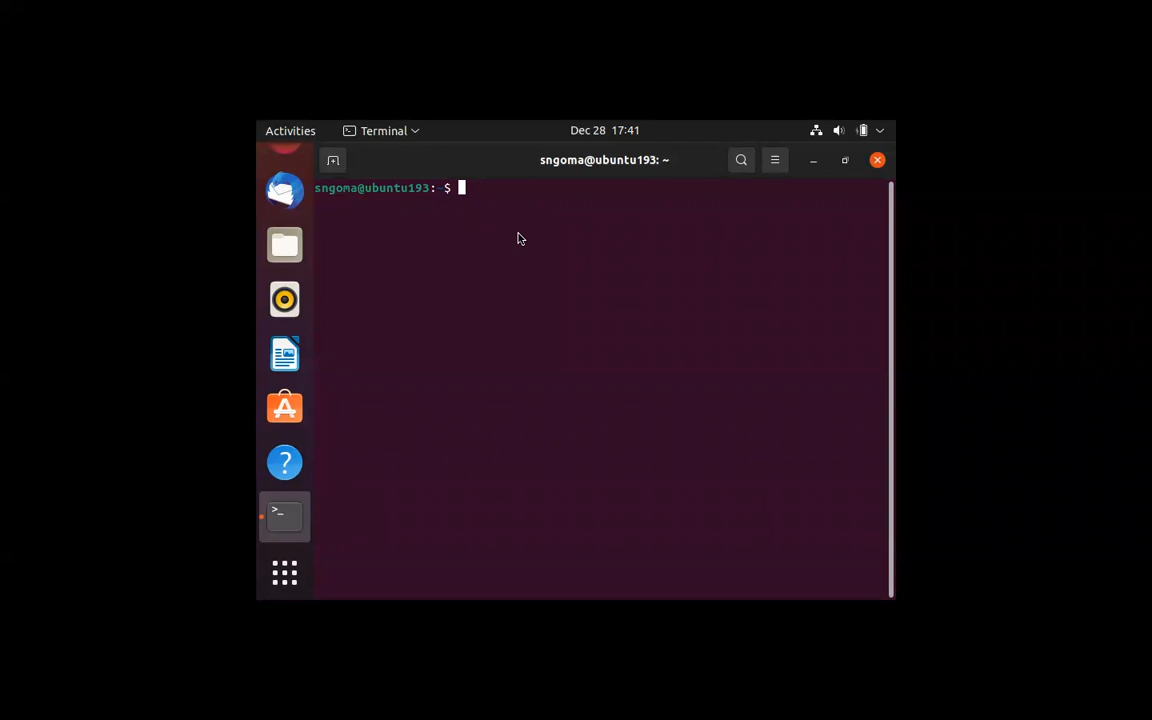 Activities
Terminal
Dec 28 17:41
sngoma@ubuntu193: ~
sngoma@ubuntu193:~$